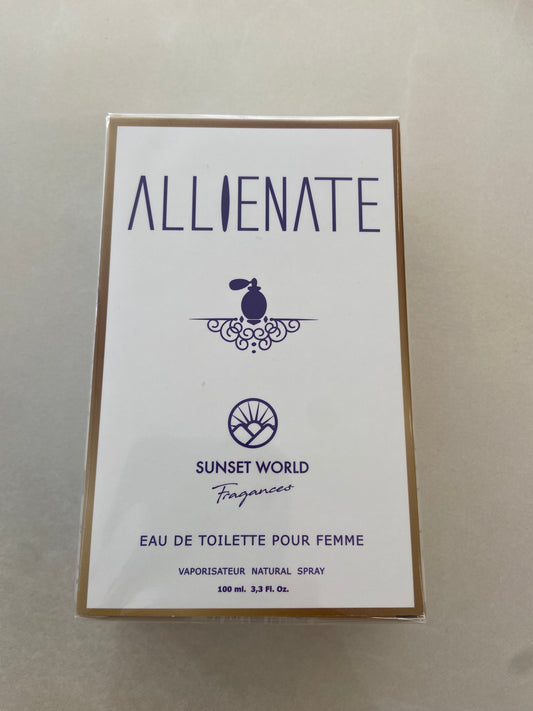 ALLIENATE
SUNSET WORLD
Fragances
EAU DE TOILETTE POUR FEMME
VAPORISATEUR NATURAL SPRAY
100 ml. 3,3 Fl. Oz.